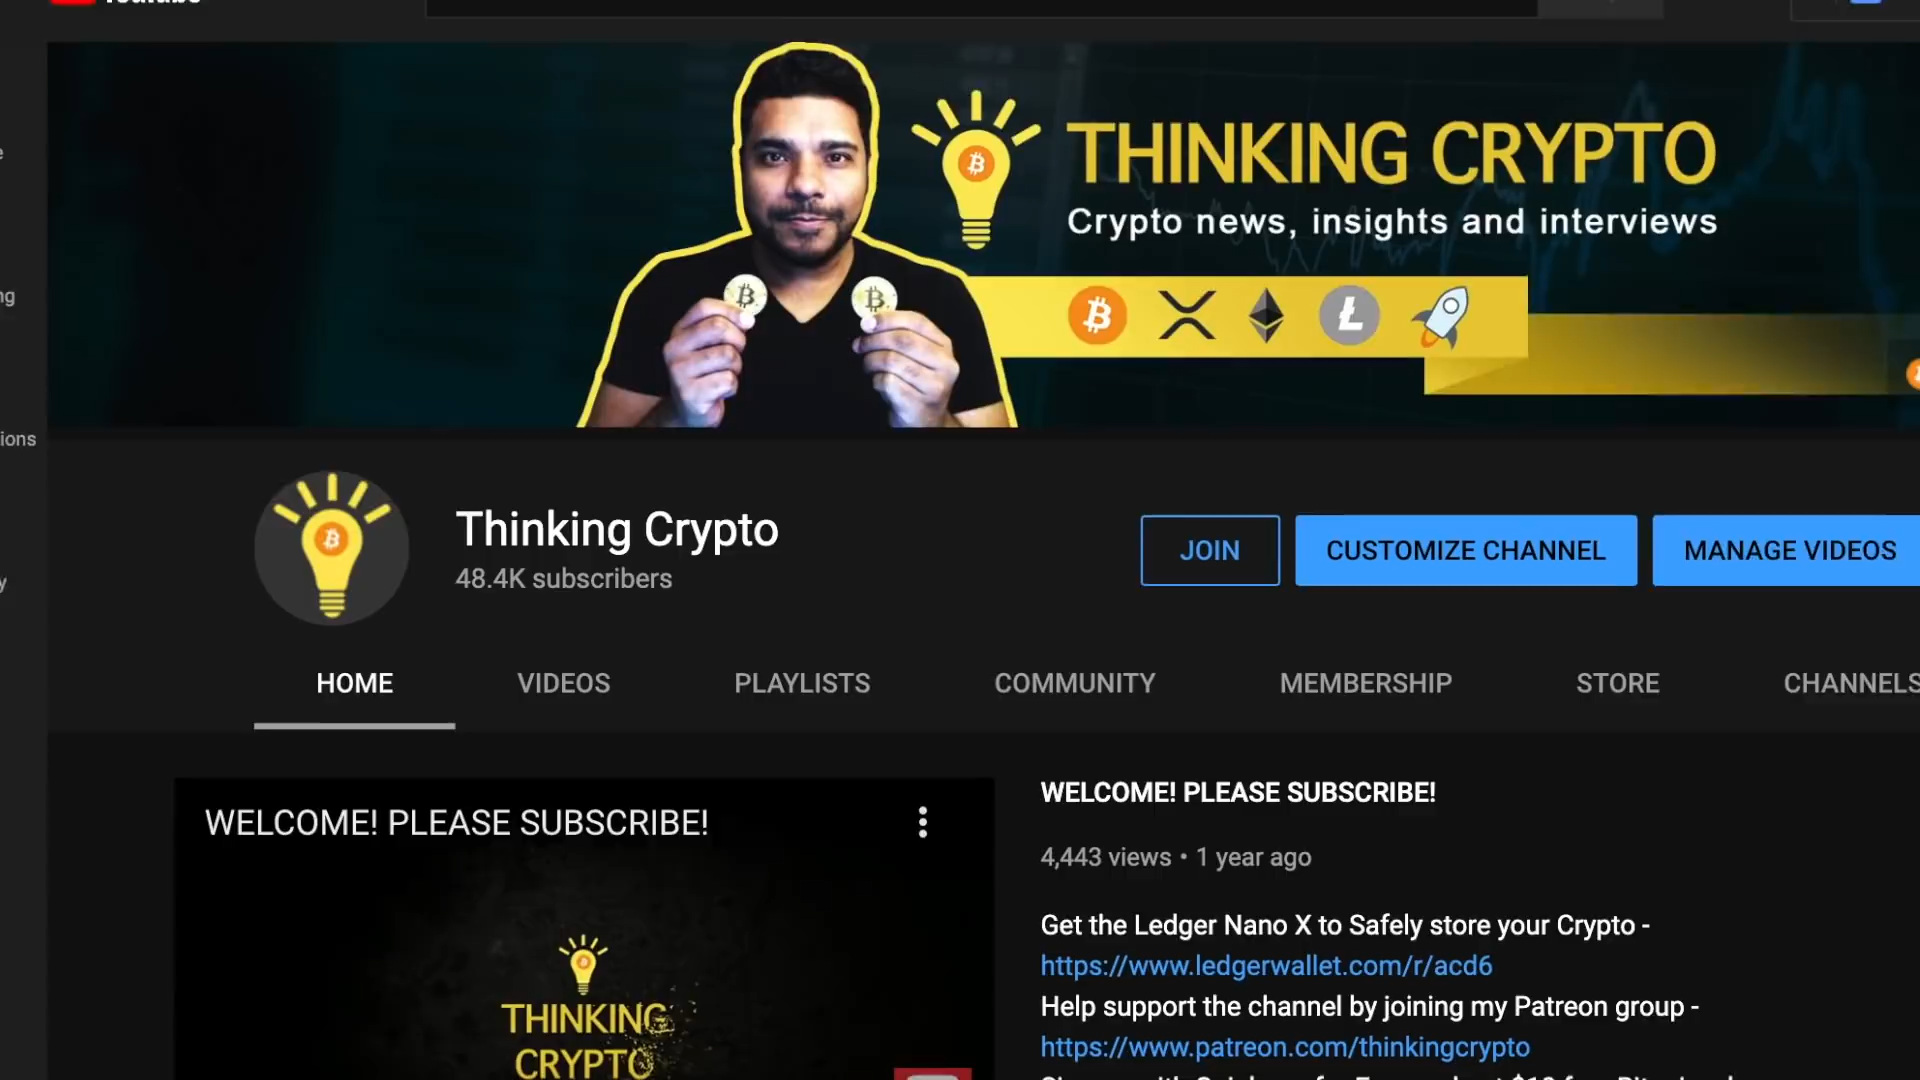 THINKING CRYPTO
Crypto news, insights and interviews
Thinking Crypto
48.4K subscribers
JOIN
CUSTOMIZE CHANNEL
MANAGE VIDEOS
HOME
VIDEOS
PLAYLISTS
COMMUNITY
MEMBERSHIP
STORE
CHANNELS
WELCOME! PLEASE SUBSCRIBE!
THINKING
CRYPTO
WELCOME! PLEASE SUBSCRIBE!
4,443 views • 1 year ago
Get the Ledger Nano X to Safely store your Crypto -
https://www.ledgerwallet.com/r/acd6
Help support the channel by joining my Patreon group -
https://www.patreon.com/thinkingcrypto